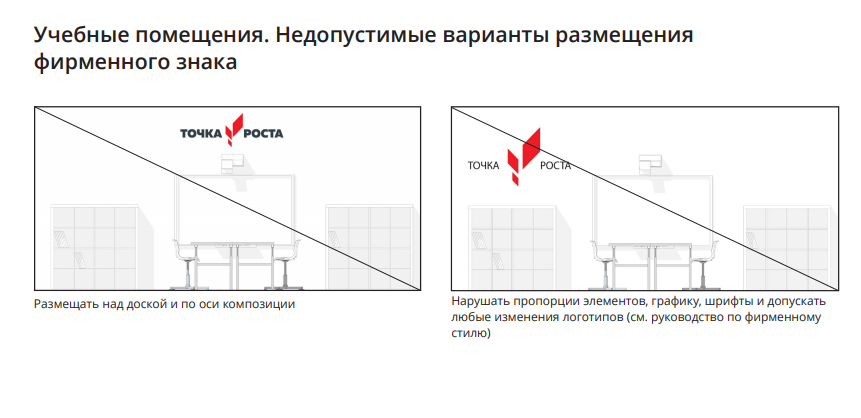 Учебные помещения. Недопустимые варианты размещения
фирменного знака
ТОЧКА РОСТА
ТОЧКА РОСТА
Размещать над доской и по оси композиции
Нарушать пропорции элементов, графику, шрифты и допускать
любые изменения логотипов (см. руководство по фирменному
стилю)